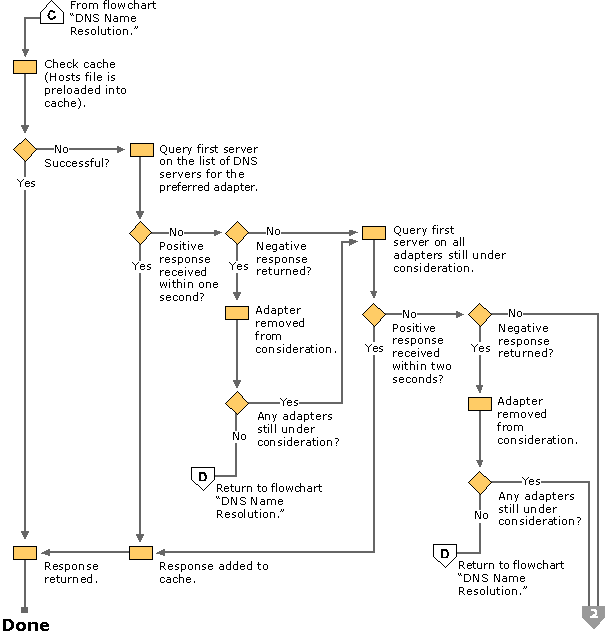 C
From flowchart
“DNS Name
Resolution.”
Check cache
(Hosts file is
preloaded into
cache).
No
Successful?
Yes
Query first server
on the list of DNS
servers for the
preferred adapter.
No
Positive
response
received
within one
second?
Yes
No
Negative
response
returned?
Yes
Query first
server on all
adapters still under
consideration.
Adapter
removed
from
consideration.
Yes
Any adapters
still under
consideration?
No
D
Return to flowchart
“DNS Name
Resolution.”
No
Positive
response
received
within two
seconds?
Yes
No
Negative
response
returned?
Yes
Adapter
removed
from
consideration.
Yes
Any adapters
still under
consideration?
No
D
Return to flowchart
“DNS Name
Resolution.”
Response
returned.
Response added to
cache.
2
Done